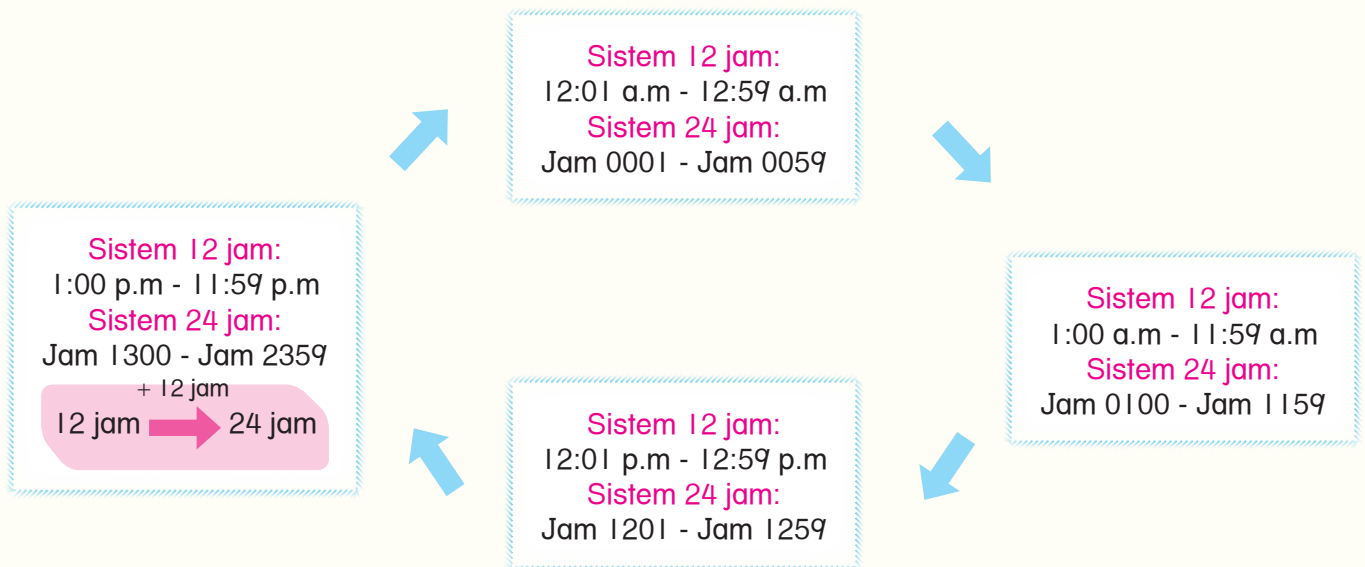 Sistem 12 jam:
12:01 a.m - 12:59 a.m
Sistem 24 jam:
Jam 0001 - Jam 0059
Sistem 12 jam:
1:00 a.m - 11:59 a.m
Sistem 24 jam:
Jam 0100 - Jam 1159
Sistem 12 jam:
12:01 p.m - 12:59 p.m
Sistem 24 jam:
Jam 1201 - Jam 1259
Sistem 12 jam:
1:00 p.m - 11:59 p.m
Sistem 24 jam:
Jam 1300 - Jam 2359
+ 12 jam
12 jam 24 jam